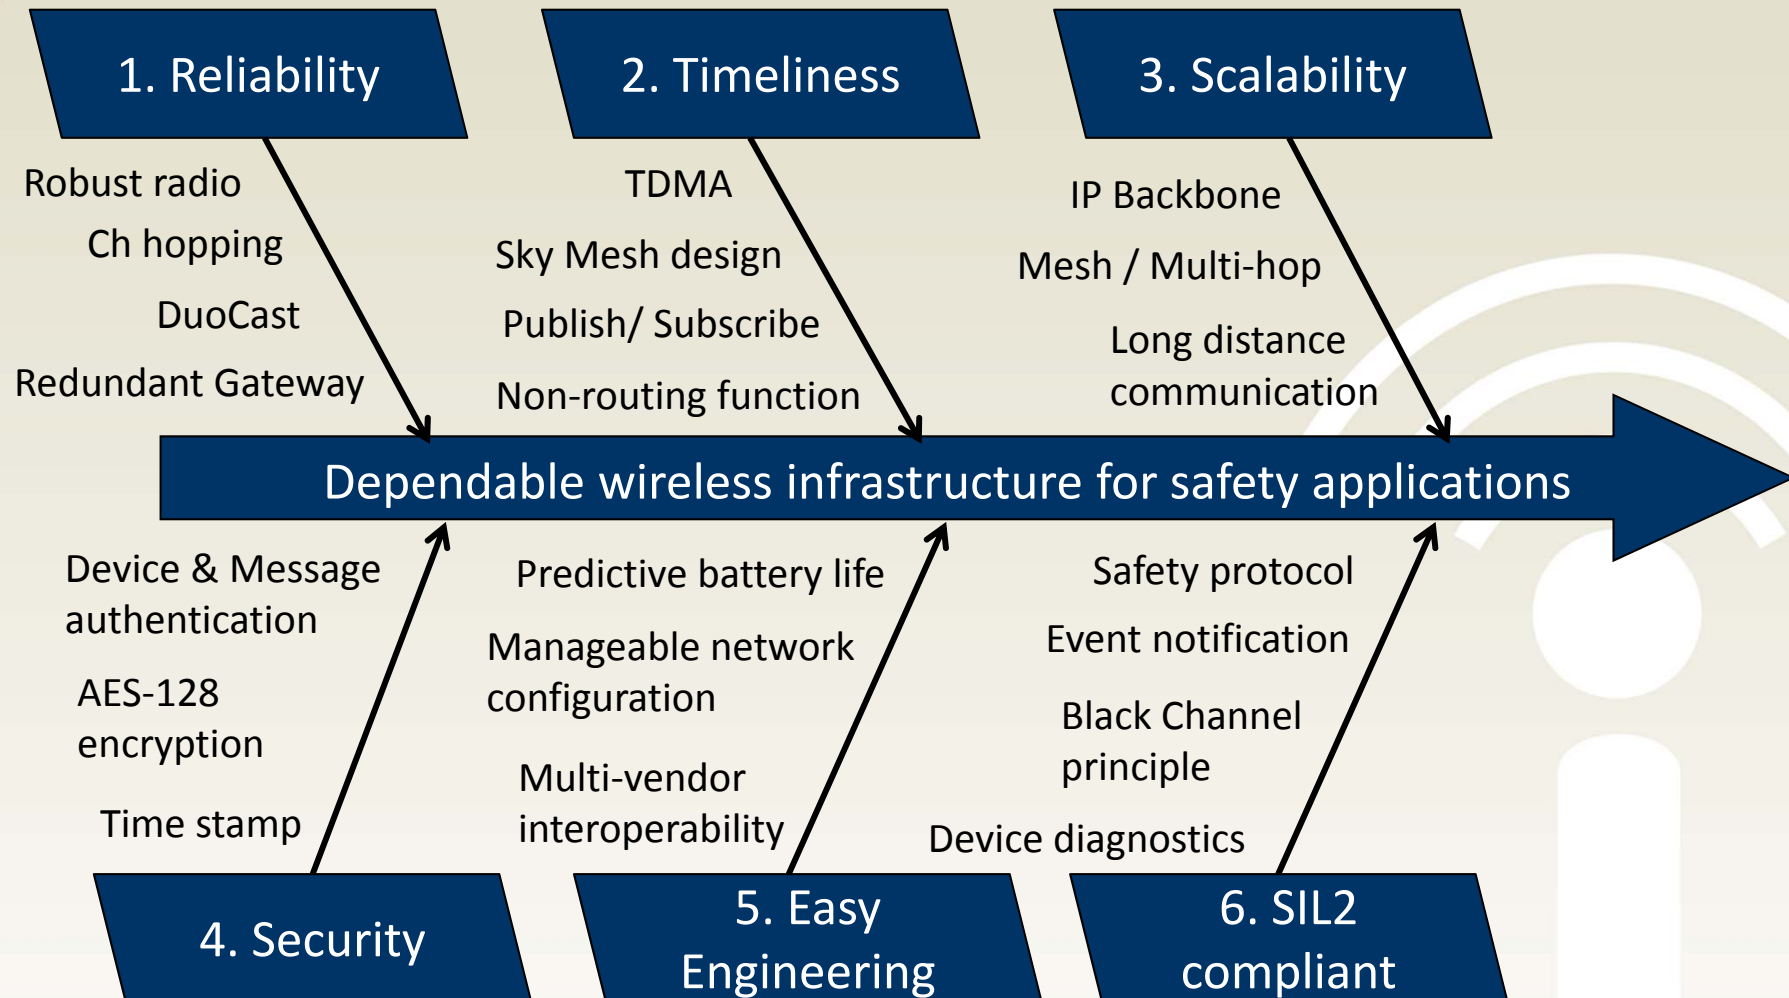 1. Reliability
2. Timeliness
3. Scalability
Robust radio
Ch hopping
DuoCast
Redundant Gateway
TDMA
Sky Mesh design
Publish/ Subscribe
Non-routing function
IP Backbone
Mesh / Multi-hop
Long distance
communication
Dependable wireless infrastructure for safety applications
Device & Message
authentication
AES-128
encryption
Time stamp
Predictive battery life
Manageable network
configuration
Multi-vendor
interoperability
Safety protocol
Event notification
Black Channel
principle
Device diagnostics
4. Security
5. Easy
Engineering
6. SIL2
compliant